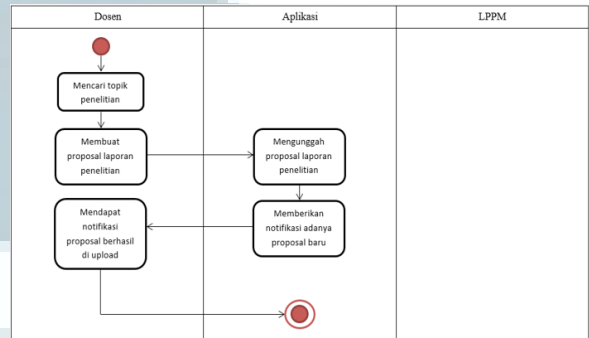 Dosen
Aplikasi
LPPM
Mencari topik
penelitian
Membuat
proposal laporan
penelitian
Mengunggah
proposal laporan
penelitian
Mendapat
notifikasi
proposal berhasil
di upload
Memberikan
notifikasi adanya
proposal baru